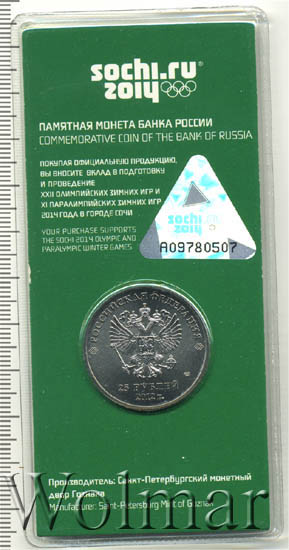 sochi.ru
2014
ПАМЯТНАЯ МОНЕТА БАНКА РОССИИ
COMMEMORATIVE COIN OF THE BANK OF RUSSIA
ПОКУПАЯ ОФИЦИАЛЬНУЮ ПРОДУКЦИЮ,
ВЫ ВНОСИТЕ ВКЛАД В ПОДГОТОВКУ
И ПРОВЕДЕНИЕ
XXII ОЛИМПИЙСКИХ ЗИМНИХ ИГР И
XI ПАРАЛИМПИЙСКИХ ЗИМНИХ ИГР
2014 ГОДА В ГОРОДЕ СОЧИ
YOUR PURCHASE SUPPORTS
THE SOCHI 2014 OLYMPIC AND
PARALYMPIC WINTER GAMES
sochi.ru
2014
A09780507
РОССИЙСКАЯ ФЕДЕРАЦИЯ
25 РУБЛЕЙ
2012 г.
Производитель: Санкт-Петербургский монетный
двор Гознака
Manufacturer: Saint-Petersburg Mint of Goznak
Wolmar